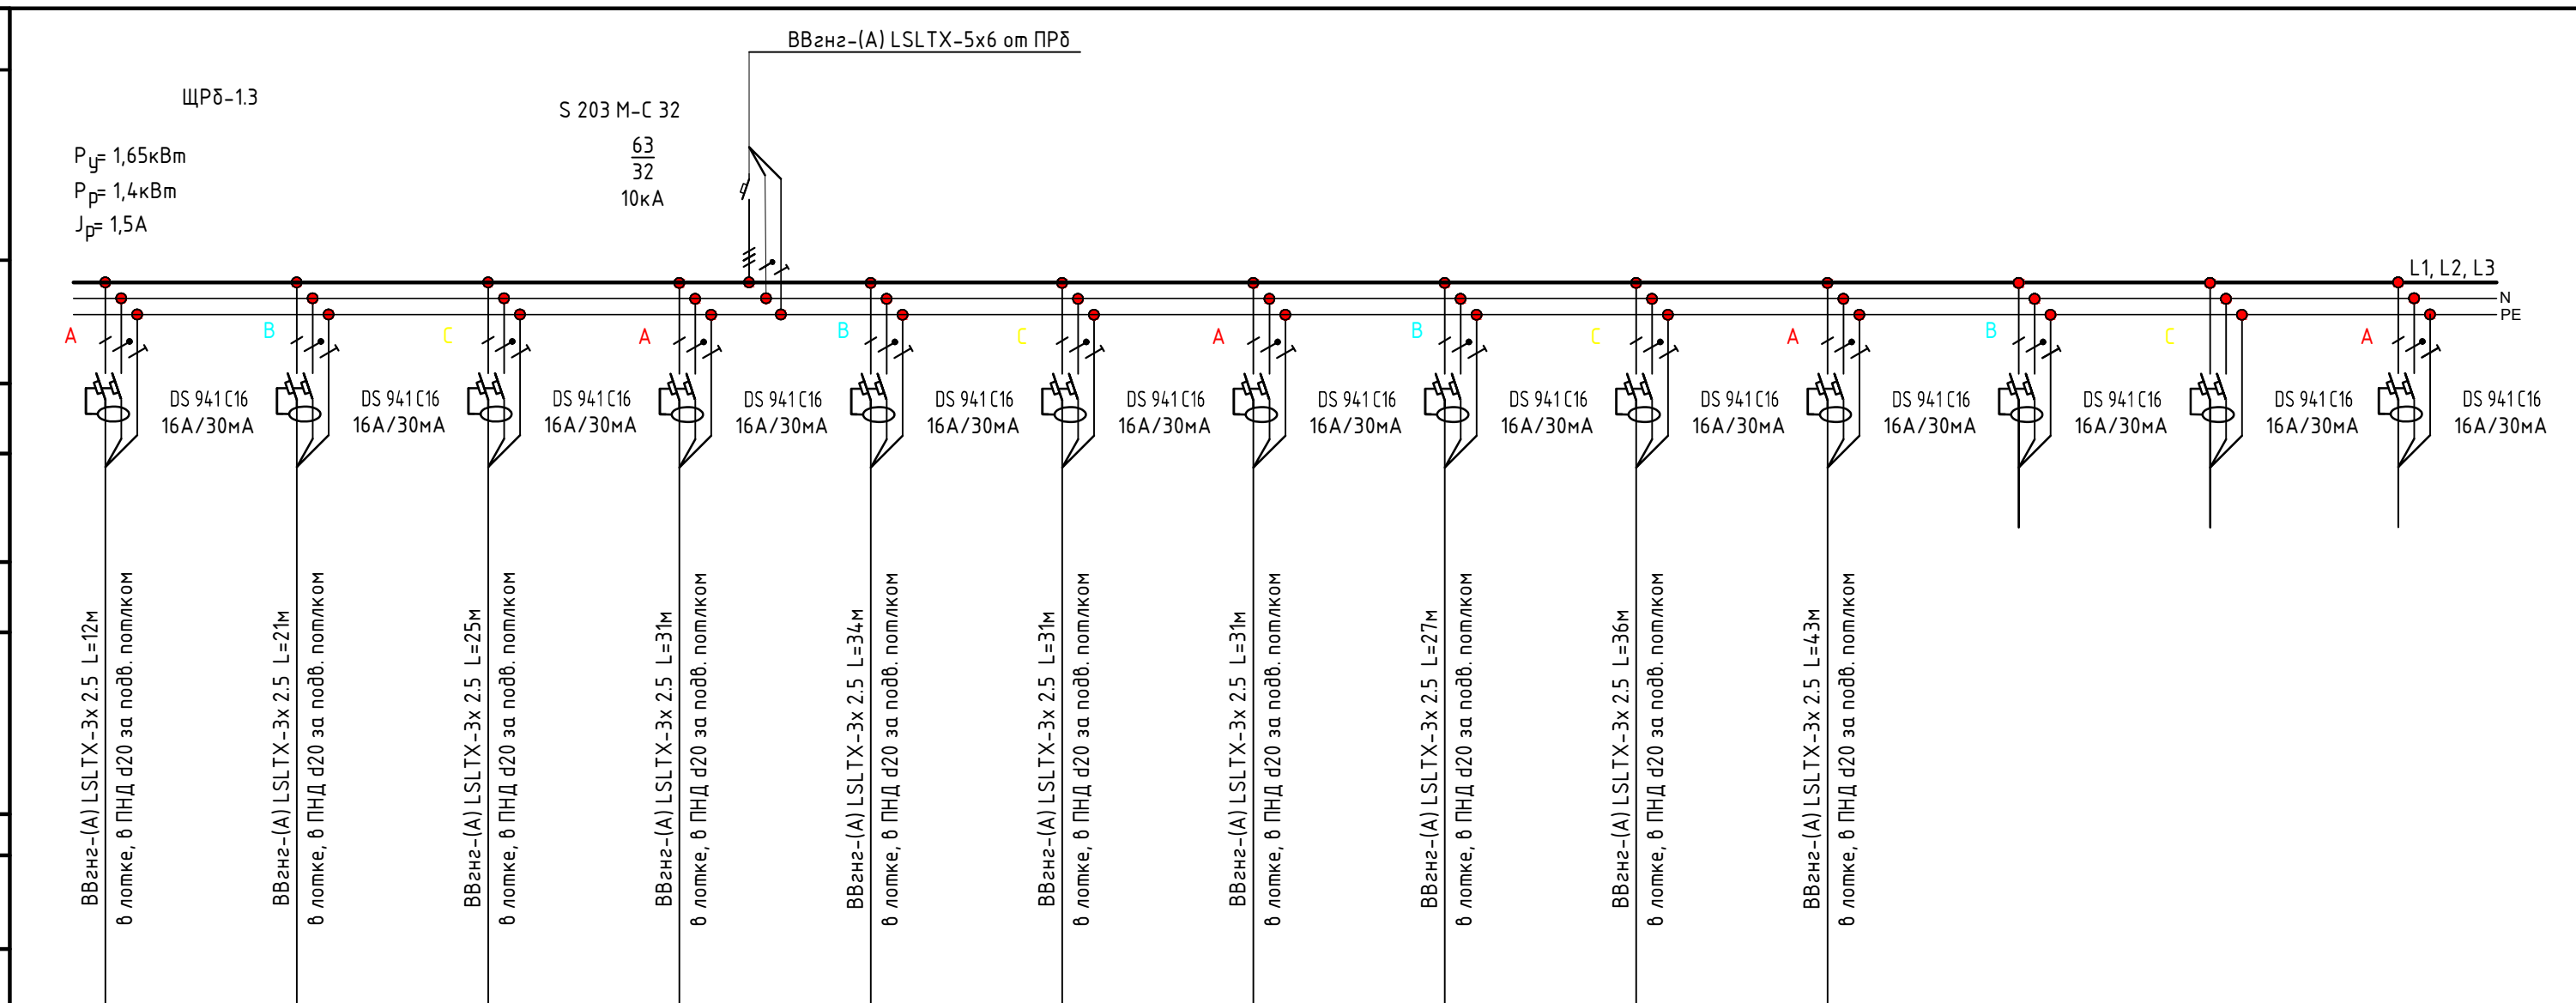 ВВгнг-(А) LSLTX-5х6 от ПРб
ЩРб-1.3
S 203 М-С 32
63
32
10кА
Pу= 1,65кВт
Pр= 1,4кВт
Jр= 1,5А
L1, L2, L3
N
PE
A
B
C
A
B
C
A
B
C
A
B
C
A
DS 941 C16
16А/30мА
DS 941 C16
16А/30мА
DS 941 C16
16А/30мА
DS 941 C16
16А/30мА
DS 941 C16
16А/30мА
DS 941 C16
16А/30мА
DS 941 C16
16А/30мА
DS 941 C16
16А/30мА
DS 941 C16
16А/30мА
DS 941 C16
16А/30мА
DS 941 C16
16А/30мА
DS 941 C16
16А/30мА
DS 941 C16
16А/30мА
ВВгнг-(А) LSLTX-3х 2.5 L=12м
в лотке, в ПНД d20 за подв. потлком
ВВгнг-(А) LSLTX-3х 2.5 L=21м
в лотке, в ПНД d20 за подв. потлком
ВВгнг-(А) LSLTX-3х 2.5 L=25м
в лотке, в ПНД d20 за подв. потлком
ВВгнг-(А) LSLTX-3х 2.5 L=31м
в лотке, в ПНД d20 за подв. потлком
ВВгнг-(А) LSLTX-3х 2.5 L=34м
в лотке, в ПНД d20 за подв. потлком
ВВгнг-(А) LSLTX-3х 2.5 L=31м
в лотке, в ПНД d20 за подв. потлком
ВВгнг-(А) LSLTX-3х 2.5 L=31м
в лотке, в ПНД d20 за подв. потлком
ВВгнг-(А) LSLTX-3х 2.5 L=27м
в лотке, в ПНД d20 за подв. потлком
ВВгнг-(А) LSLTX-3х 2.5 L=36м
в лотке, в ПНД d20 за подв. потлком
ВВгнг-(А) LSLTX-3х 2.5 L=43м
в лотке, в ПНД d20 за подв. потлком